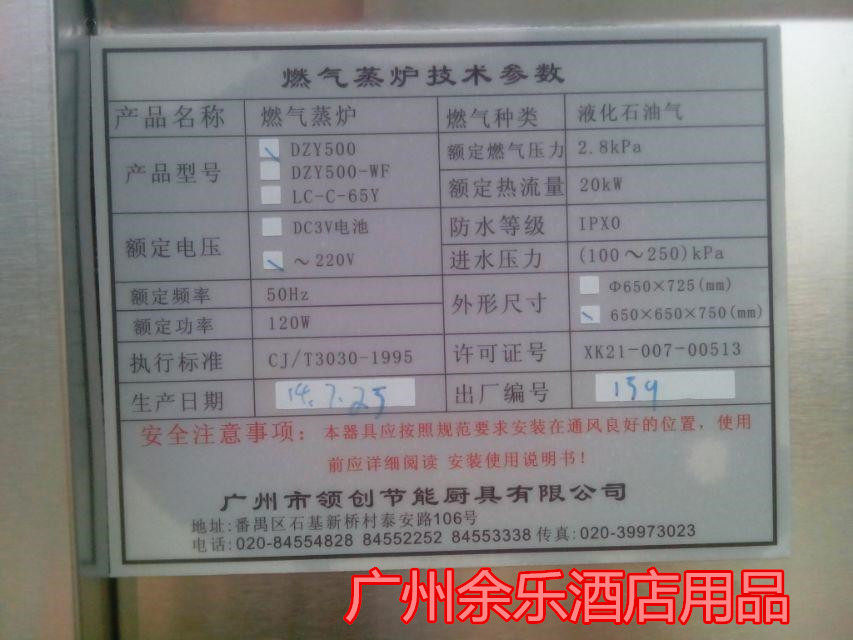 燃气蒸炉技术参数
产品名称 燃气蒸炉 燃气种类 液化石油气
产品型号 DZY500 额定燃气压力 2.8kPa
DZY500-WF
LC-C-65Y 额定热流量 20kW
额定电压 DC3V电池 防水等级 IPX0
～220V 进水压力 (100～250)kPa
额定频率 50Hz 外形尺寸 Φ650×725(mm)
额定功率 120W 650×650×750(mm)
执行标准 CJ/T3030-1995 许可证号 XK21-007-00513
生产日期 14.7.25 出厂编号 159
安全注意事项：本器具应按照规范要求安装在通风良好的位置，使用
前应详细阅读 安装使用说明书！
广州市领创节能厨具有限公司
地址:番禺区石基新桥村泰安路106号
电话:020-84554828 84552252 84553338 传真:020-39973023
广州余乐酒店用品